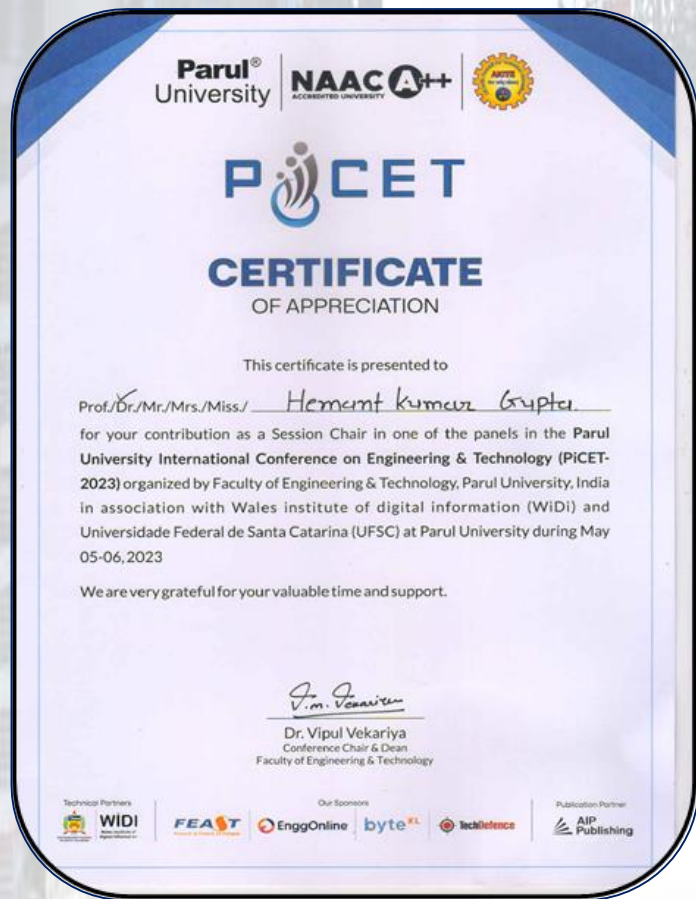 Parul®
University
NAAC A++
ACCREDITED UNIVERSITY
AICTE
PiCET
CERTIFICATE
OF APPRECIATION
This certificate is presented to
Prof./Dr./Mr./Mrs./Miss./ Hemant Kumar Gupta.
for your contribution as a Session Chair in one of the panels in the Parul
University International Conference on Engineering & Technology (PiCET-
2023) organized by Faculty of Engineering & Technology, Parul University, India
in association with Wales institute of digital information (WiDi) and
Universidade Federal de Santa Catarina (UFSC) at Parul University during May
05-06,2023
We are very grateful for your valuable time and support.
Dr. Vipul Vekariya
Conference Chair & Dean
Faculty of Engineering & Technology
Technical Partners
Our Sponsors
Publication Partner
WIDI
FEAST
EnggOnline
byteXL
TechDefence
AIP
Publishing